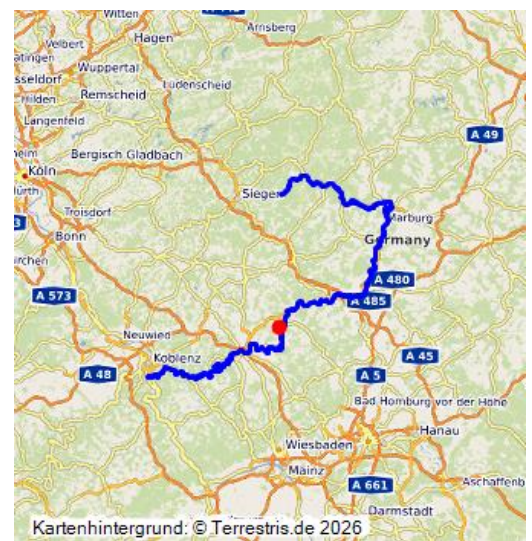 Arnsberg
Witten
Velbert
Hagen
Wuppertal
Lüdenscheid
Remscheid
Hilden
Langenfeld
A 49
Bergisch Gladbach
Köln
Siegen
Marburg
Troisdorf
Germany
Bonn
A 480
A 573
A 485
Neuwied
Koblenz
A 48
A 45
A 5
Bad Homburg vor der Höhe
Hanau
Wiesbaden
Mainz
A 661
Aschaffenb
Darmstadt
Kartenhintergrund: © Terrestris.de 2026